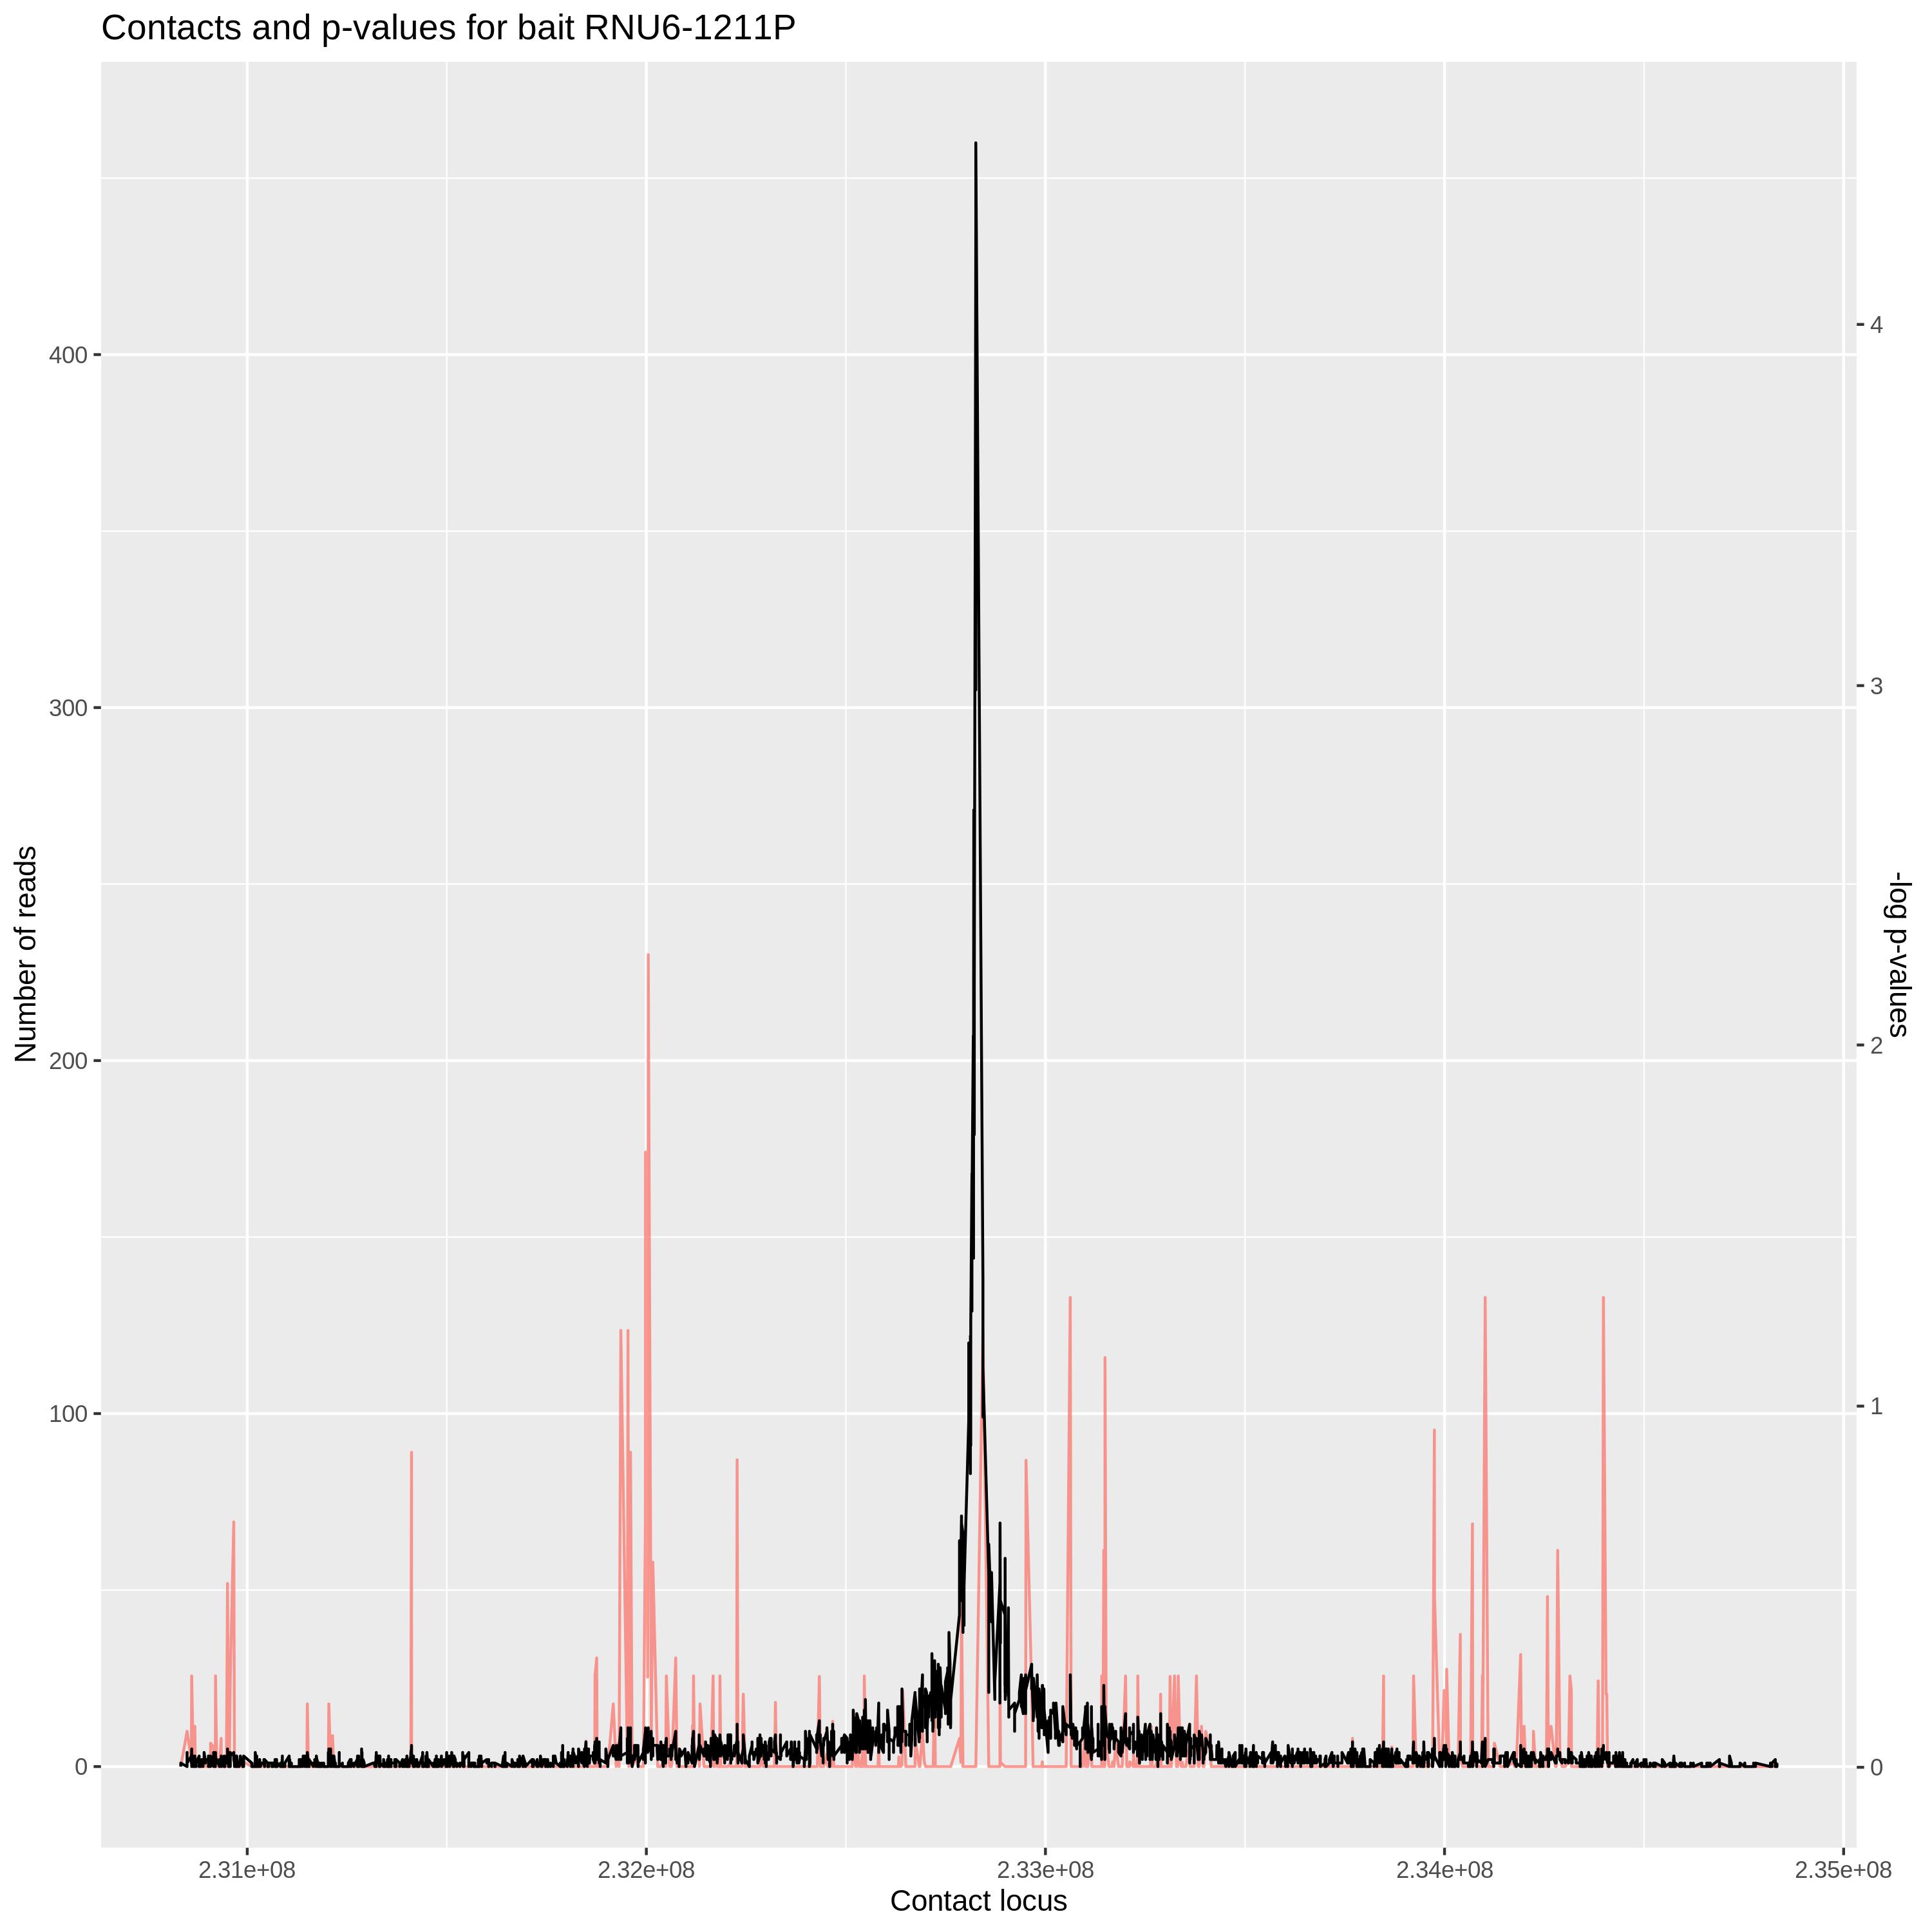 Contacts and p-values for bait RNU6-1211P
400
300
200
100
0
Number of reads
4
3
2
1
0
-log p-values
2.31e+08
2.32e+08
2.33e+08
2.34e+08
2.35e+08
Contact locus